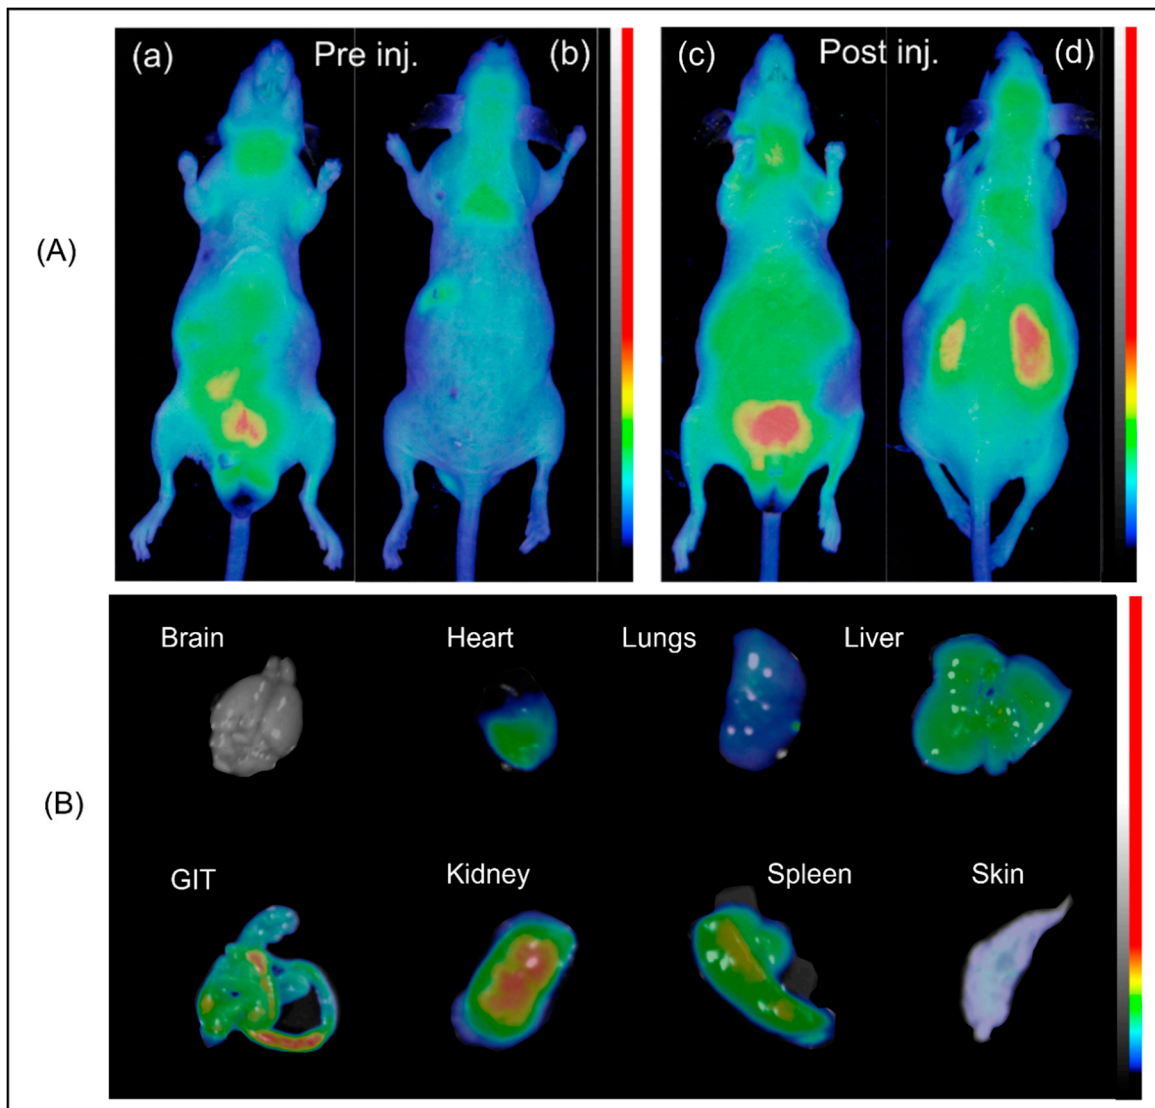 (a) Pre inj. (b) (c) Post inj. (d)
(A)
Brain Heart Lungs Liver
(B)
GIT Kidney Spleen Skin